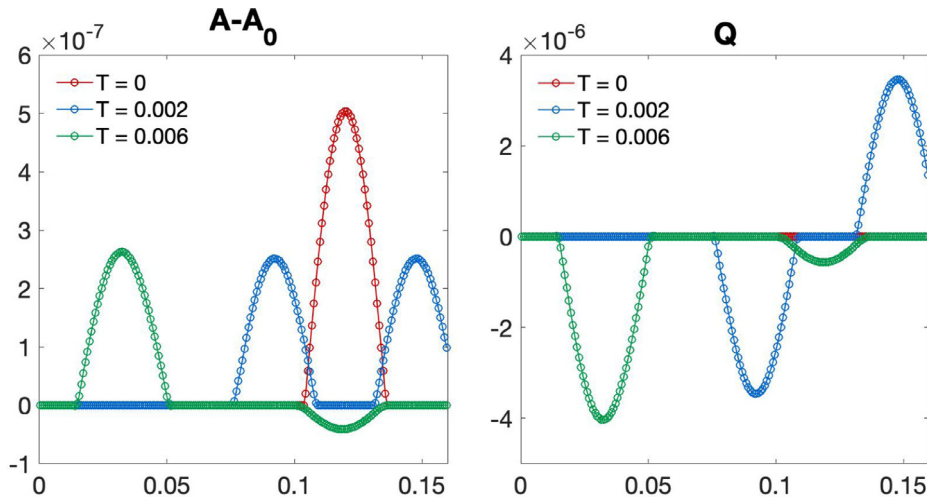 A-A0
×10-7
6
5
4
3
2
1
0
-1
T = 0
T = 0.002
T = 0.006
0
0.05
0.1
0.15
Q
×10-6
4
2
0
-2
-4
T = 0
T = 0.002
T = 0.006
0
0.05
0.1
0.15